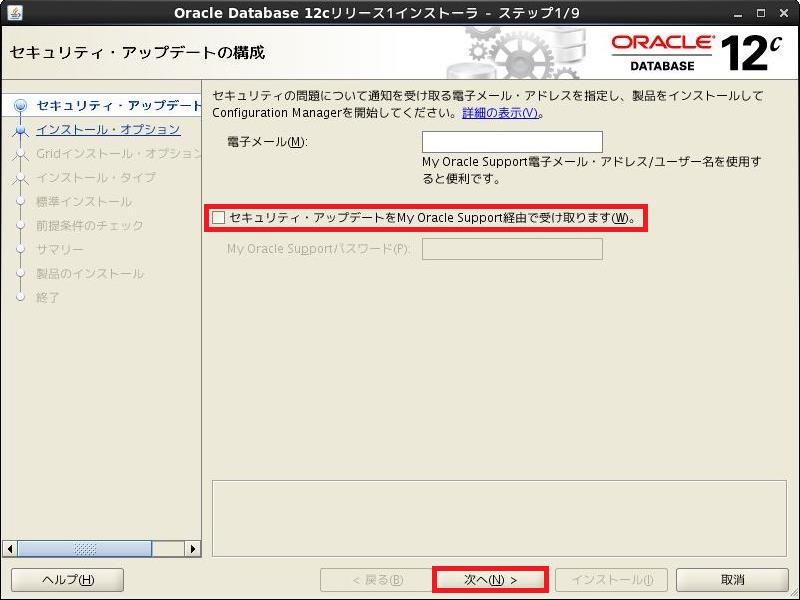 Oracle Database 12cリリース1インストーラ - ステップ1/9
セキュリティ・アップデートの構成
ORACLE
DATABASE
12c
セキュリティ・アップデート
インストール・オプション
Gridインストール・オプション
インストール・タイプ
標準インストール
前提条件のチェック
サマリー
製品のインストール
終了
セキュリティの問題について通知を受け取る電子メール・アドレスを指定し、製品をインストールして
Configuration Managerを開始してください。詳細の表示(V)。
電子メール(M):
My Oracle Support電子メール・アドレス/ユーザー名を使用す
ると便利です。
セキュリティ・アップデートをMy Oracle Support経由で受け取ります(W)。
My Oracle Supportパスワード(P):
ヘルプ(H)
< 戻る(B)
次へ(N) >
インストール(I)
取消